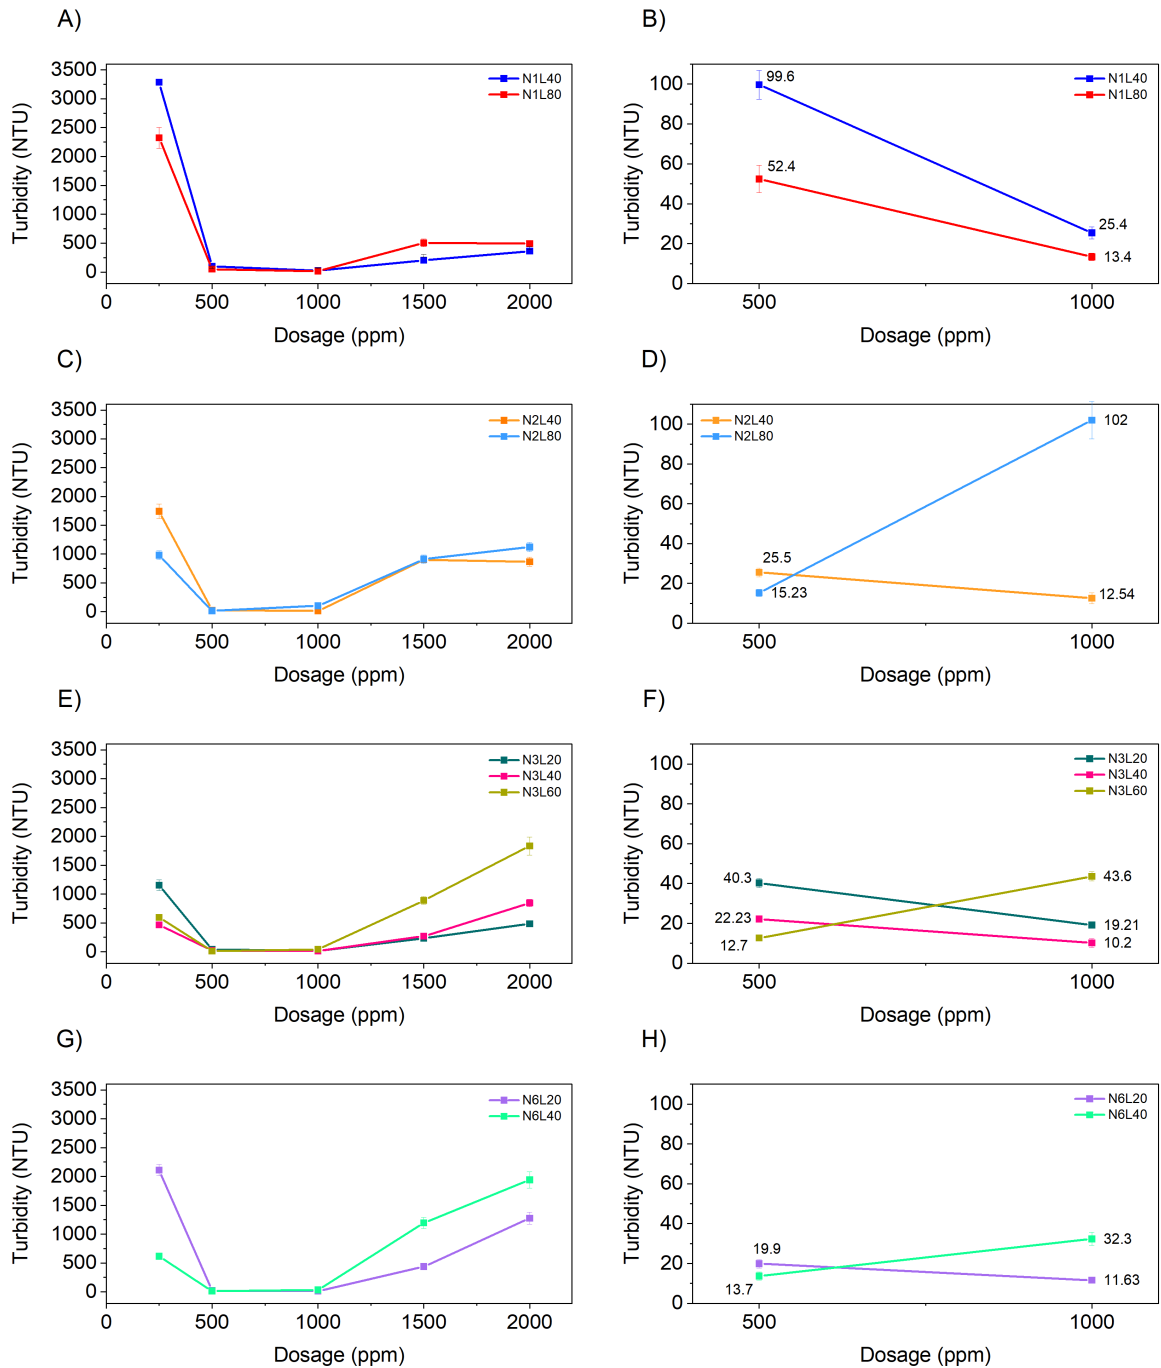 A)
3500
3000
2500
2000
1500
1000
500
0
Turbidity (NTU)
N1L40
N1L80
0 500 1000 1500 2000
Dosage (ppm)
B)
100
80
60
40
20
0
Turbidity (NTU)
N1L40
N1L80
99.6
52.4
25.4
13.4
500 1000
Dosage (ppm)
C)
3500
3000
2500
2000
1500
1000
500
0
Turbidity (NTU)
N2L40
N2L80
0 500 1000 1500 2000
Dosage (ppm)
D)
100
80
60
40
20
0
Turbidity (NTU)
N2L40
N2L80
102
25.5
15.23
12.54
500 1000
Dosage (ppm)
E)
3500
3000
2500
2000
1500
1000
500
0
Turbidity (NTU)
N3L20
N3L40
N3L60
0 500 1000 1500 2000
Dosage (ppm)
F)
100
80
60
40
20
0
Turbidity (NTU)
N3L20
N3L40
N3L60
40.3
43.6
22.23
19.21
12.7
10.2
500 1000
Dosage (ppm)
G)
3500
3000
2500
2000
1500
1000
500
0
Turbidity (NTU)
N6L20
N6L40
0 500 1000 1500 2000
Dosage (ppm)
H)
100
80
60
40
20
0
Turbidity (NTU)
N6L20
N6L40
19.9
32.3
13.7
11.63
500 1000
Dosage (ppm)